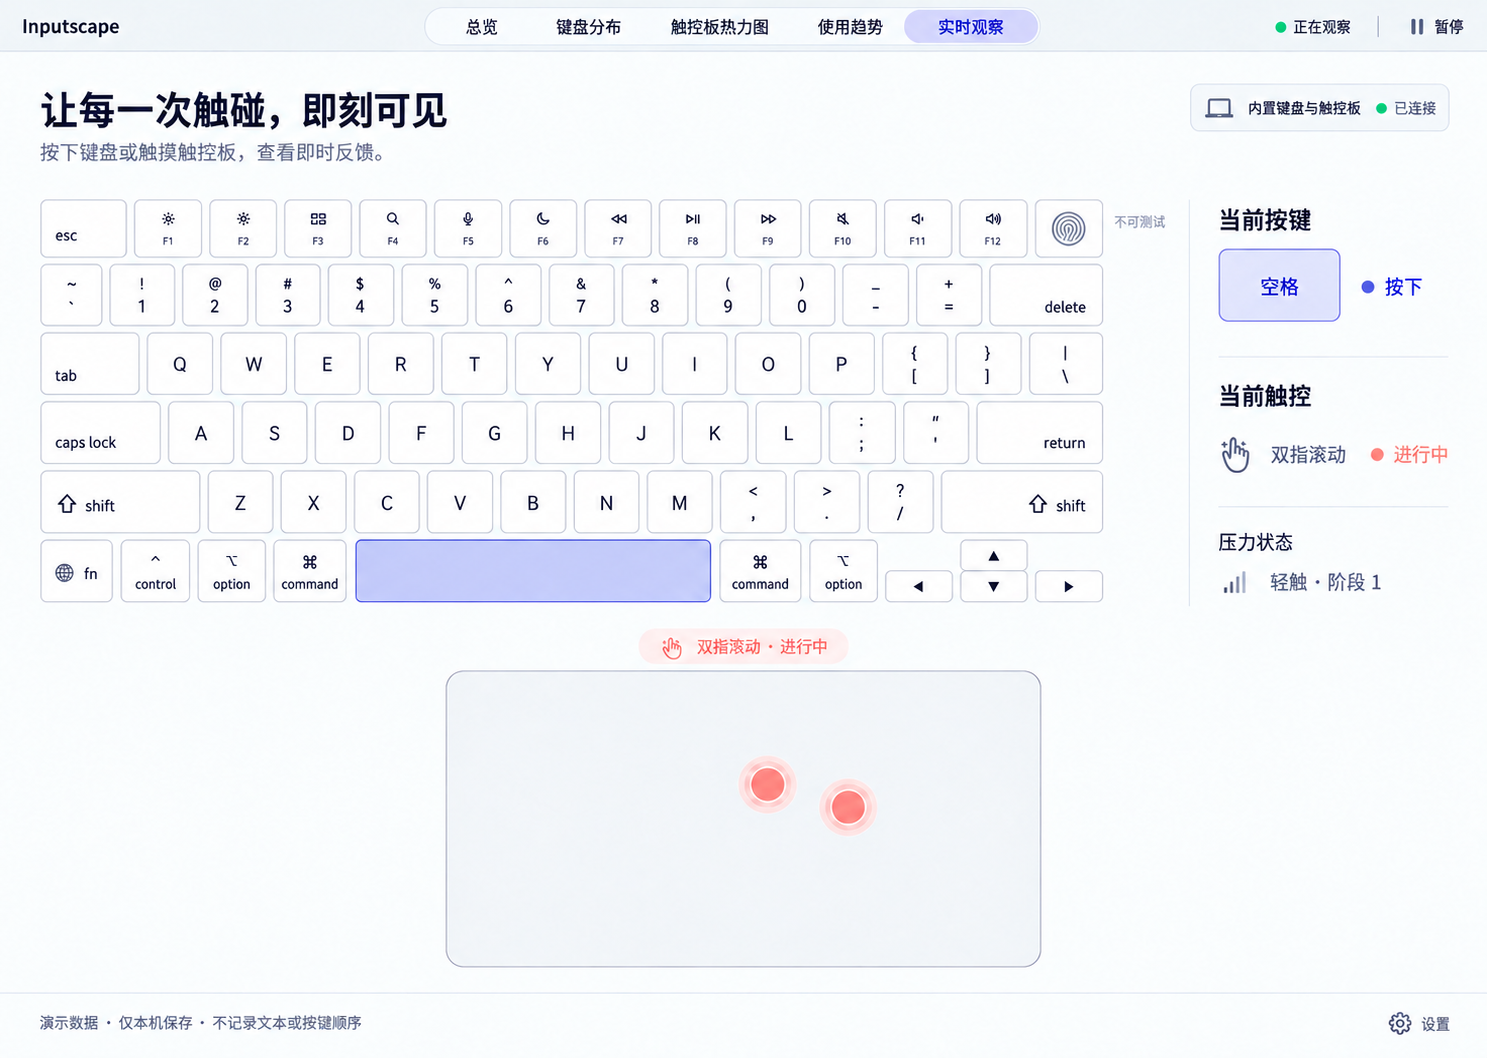 Inputscape
总览
键盘分布
触控板热力图
使用趋势
实时观察
正在观察
暂停
让每一次触碰，即刻可见
按下键盘或触摸触控板，查看即时反馈。
内置键盘与触控板
已连接
esc
F1
F2
F3
F4
F5
F6
F7
F8
F9
F10
F11
F12
不可测试
~ `
! 1
@ 2
# 3
$ 4
% 5
^ 6
& 7
* 8
( 9
) 0
_ -
+ =
delete
tab
Q W E R T Y U I O P
{ [
} ]
| \
caps lock
A S D F G H J K L
: ;
" '
return
shift
Z X C V B N M
< ,
> .
? /
shift
fn
^ control
⌥ option
⌘ command
⌘ command
⌥ option
▲
◀ ▼ ▶
当前按键
空格
按下
当前触控
双指滚动
进行中
压力状态
轻触・阶段 1
双指滚动・进行中
演示数据・仅本机保存・不记录文本或按键顺序
设置